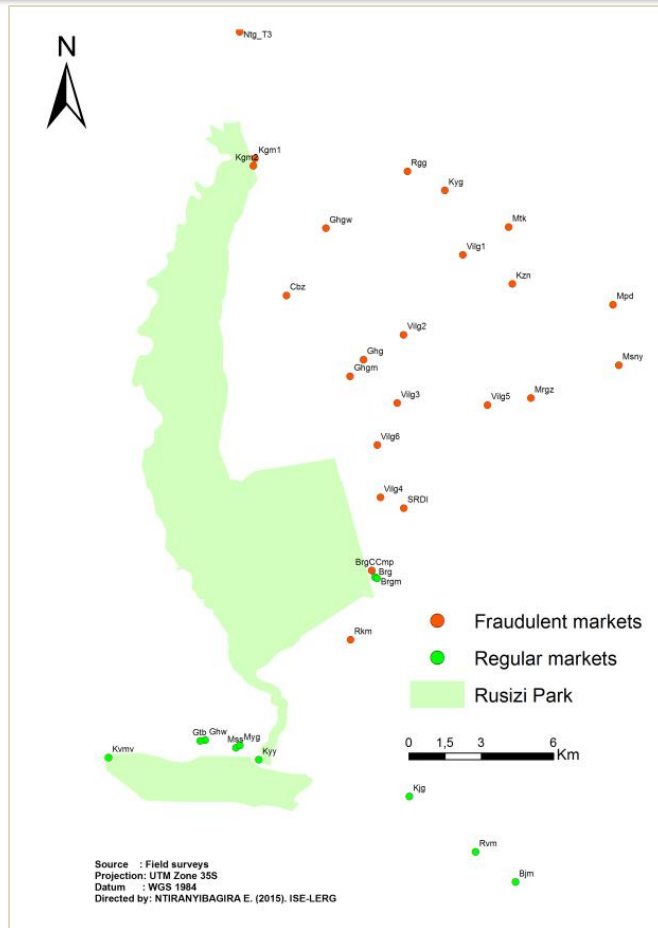 Ntg_T3
N
Kgm1
Kgm2
Rgg
Kyg
Ghgw
Mtk
Vilg1
Kzn
Cbz
Mpd
Vilg2
Ghg
Msny
Ghgm
Mrgz
Vilg3
Vilg5
Vilg6
Vilg4
SRDI
BrgCCmp
Brg
Brgm
Fraudulent markets
Rkm
Regular markets
Rusizi Park
Gtb Ghw
Mss Myg
Kvmv
Kyy
0 1,5 3 6
Km
Kjg
Rvm
Bjm
Source : Field surveys
Projection: UTM Zone 35S
Datum : WGS 1984
Directed by: NTIRANYIBAGIRA E. (2015). ISE-LERG